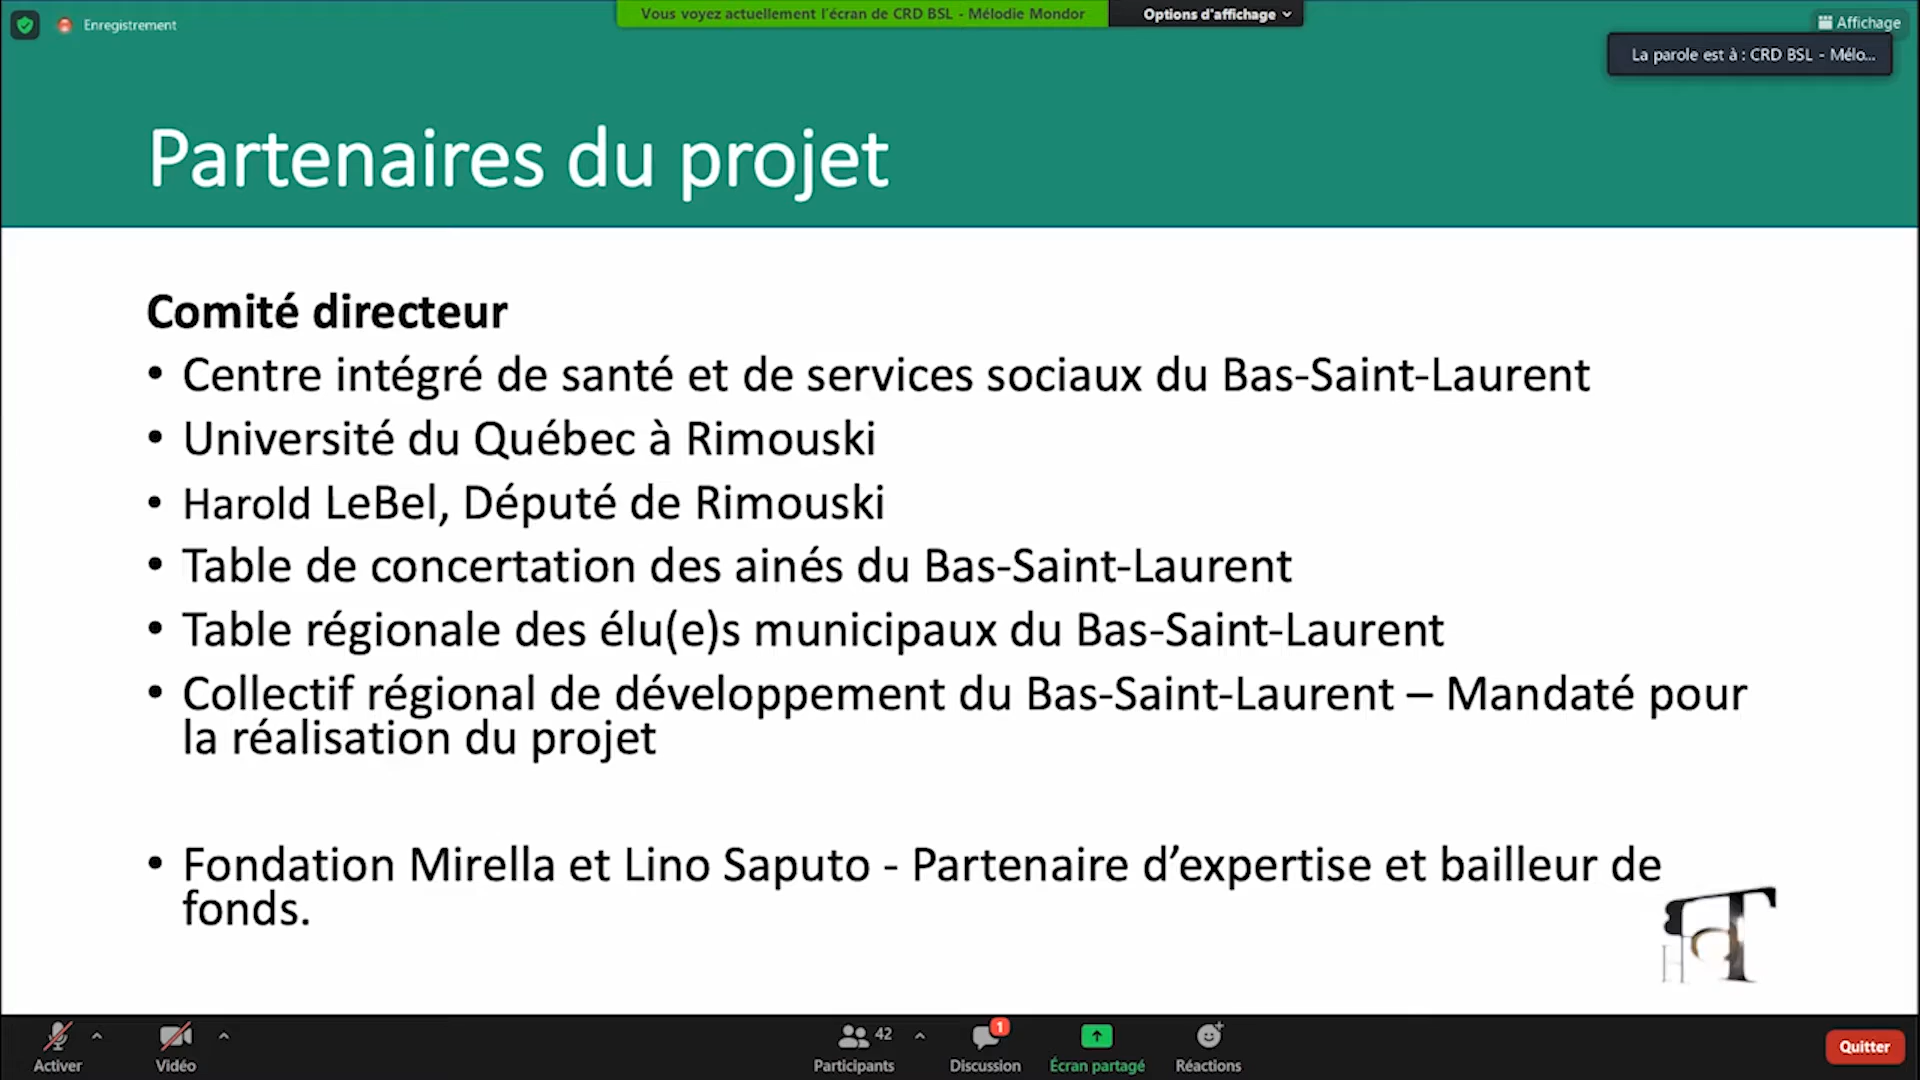 Enregistrement
Vous voyez actuellement l'écran de CRD BSL - Mélodie Mondor
Options d'affichage
Affichage
La parole est à : CRD BSL - Mélo...
Partenaires du projet
Comité directeur
• Centre intégré de santé et de services sociaux du Bas-Saint-Laurent
• Université du Québec à Rimouski
• Harold LeBel, Député de Rimouski
• Table de concertation des ainés du Bas-Saint-Laurent
• Table régionale des élu(e)s municipaux du Bas-Saint-Laurent
• Collectif régional de développement du Bas-Saint-Laurent – Mandaté pour
la réalisation du projet
• Fondation Mirella et Lino Saputo - Partenaire d’expertise et bailleur de
fonds.
Activer
Vidéo
42
Participants
1
Discussion
Écran partagé
Réactions
Quitter